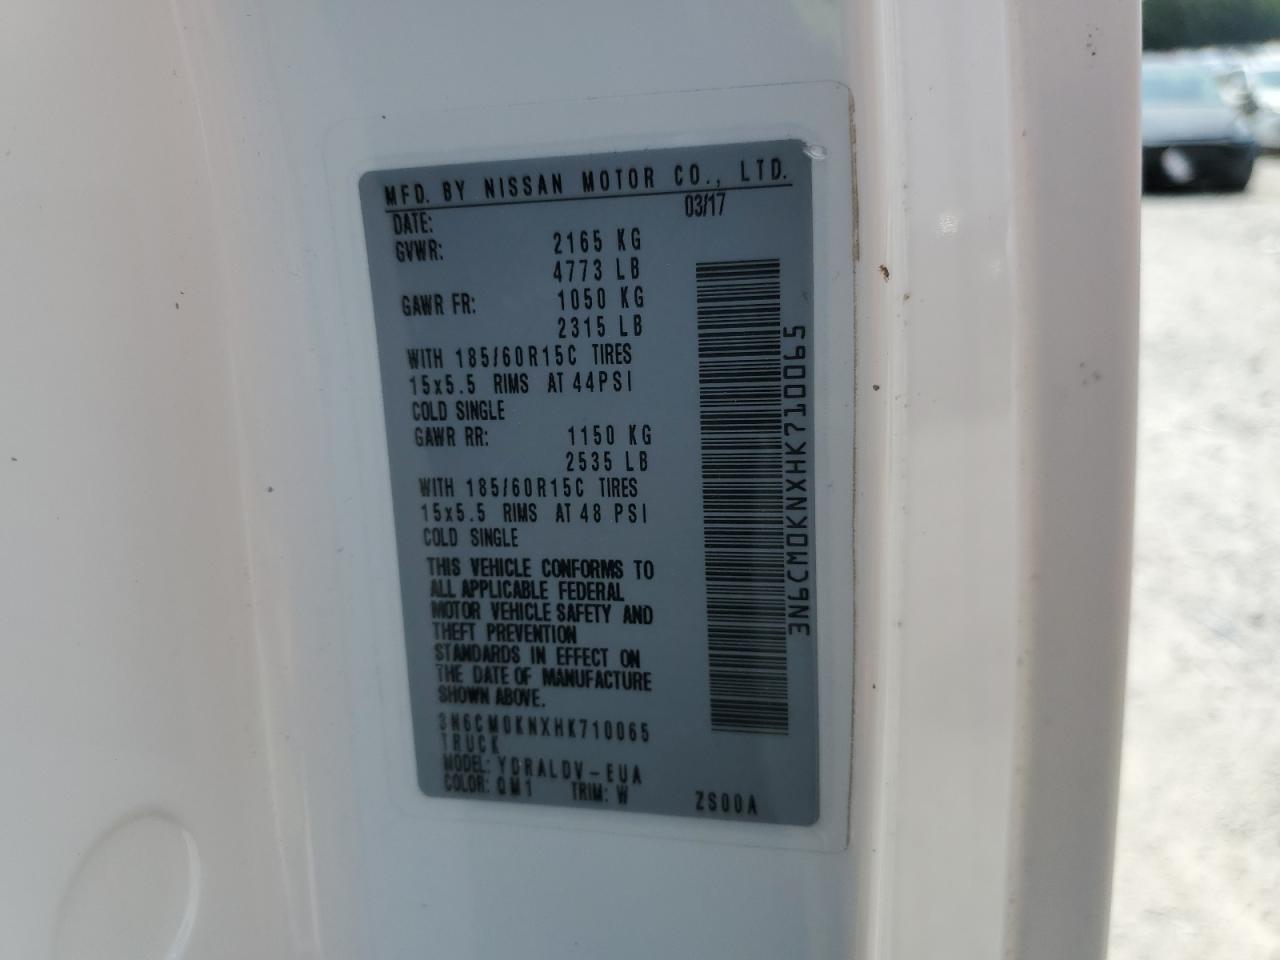 MFD. BY NISSAN MOTOR CO., LTD.
DATE: 03/17
GVWR: 2165 KG
4773 LB
GAWR FR: 1050 KG
2315 LB
WITH 185/60R15C TIRES
15x5.5 RIMS AT 44PSI
COLD SINGLE
GAWR RR: 1150 KG
2535 LB
WITH 185/60R15C TIRES
15x5.5 RIMS AT 48 PSI
COLD SINGLE
THIS VEHICLE CONFORMS TO
ALL APPLICABLE FEDERAL
MOTOR VEHICLE SAFETY AND
THEFT PREVENTION
STANDARDS IN EFFECT ON
THE DATE OF MANUFACTURE
SHOWN ABOVE.
3N6CM0KNXHK710065
TRUCK
MODEL: YDRALDV-EUA
COLOR: QM1 TRIM: W ZS00A
3N6CM0KNXHK710065